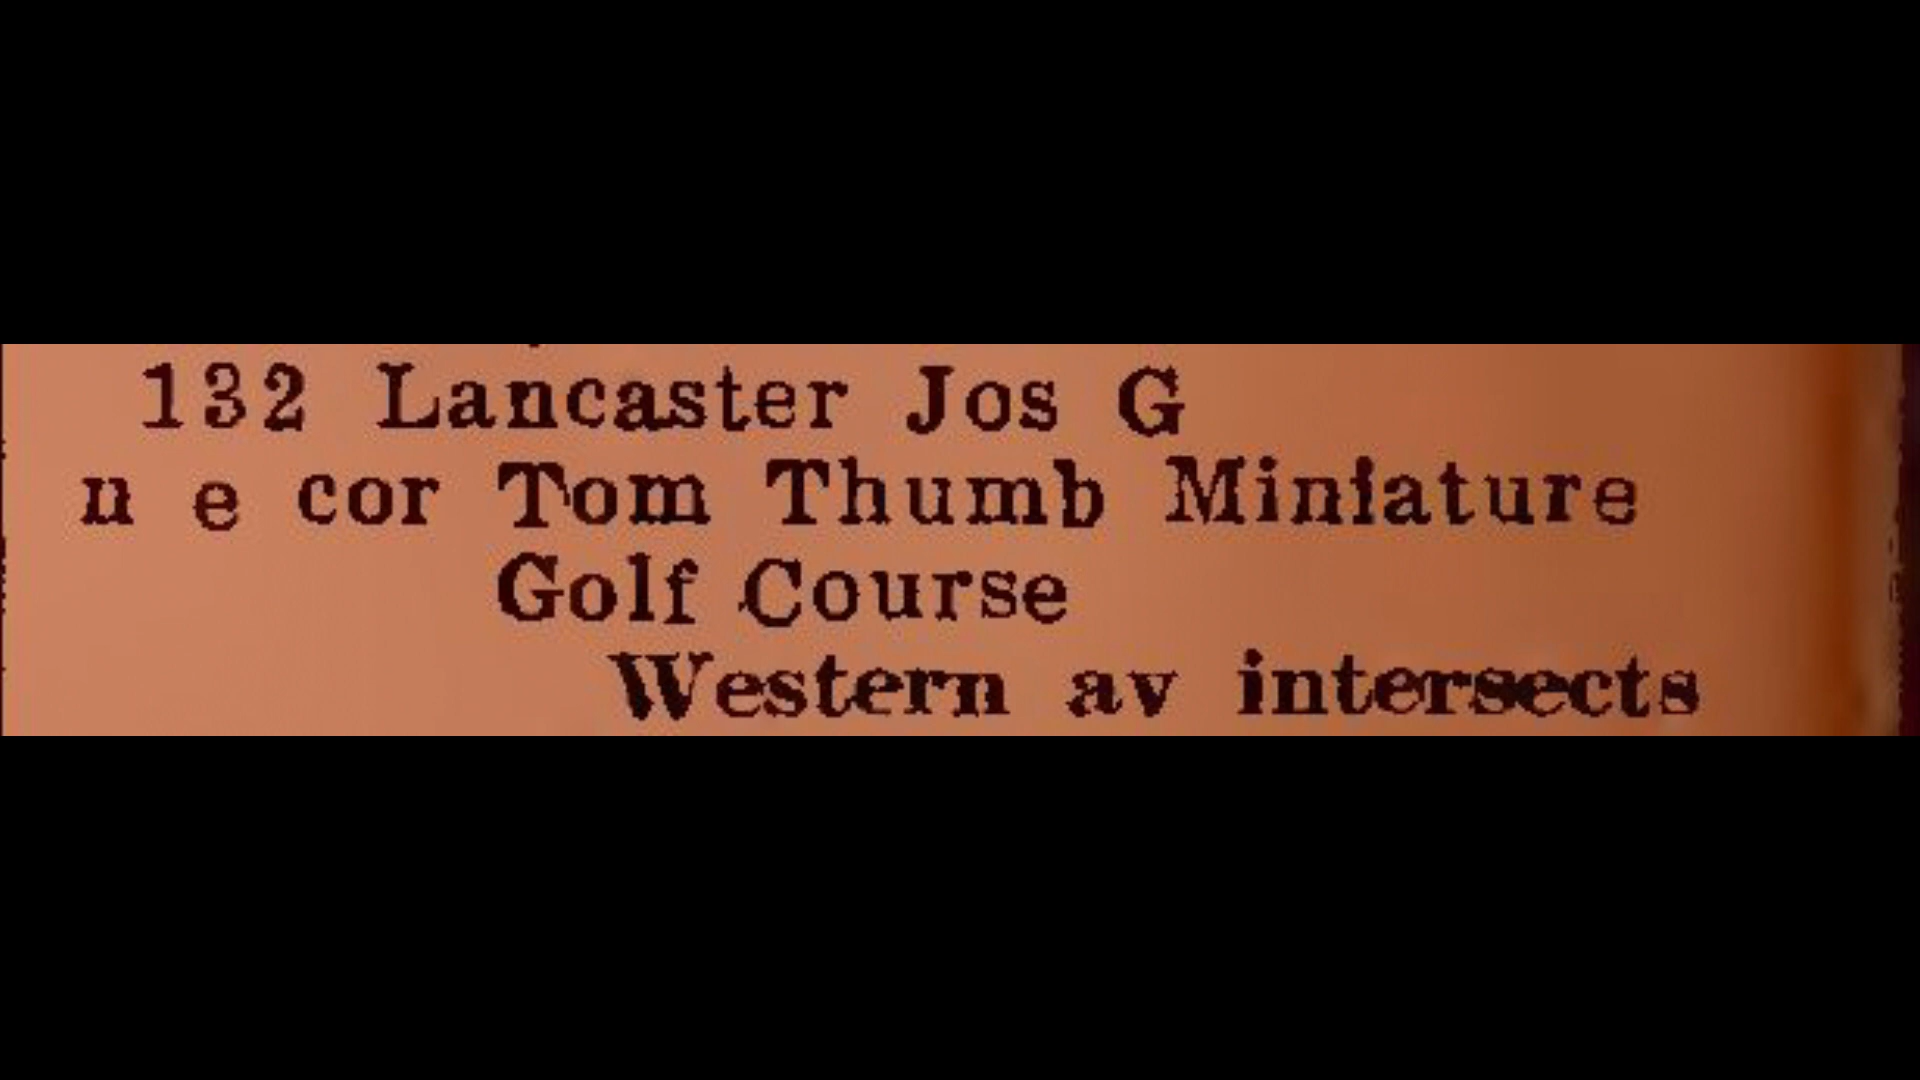 132 Lancaster Jos G
n e cor Tom Thumb Miniature
Golf Course
Western av intersects